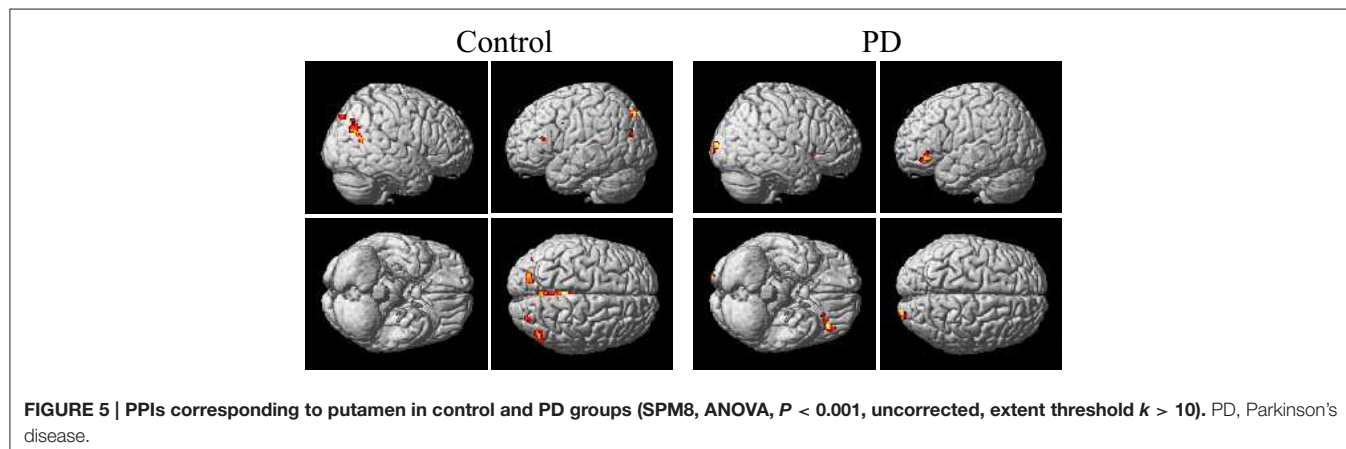 Control PD
FIGURE 5 | PPIs corresponding to putamen in control and PD groups (SPM8, ANOVA, P < 0.001, uncorrected, extent threshold k > 10). PD, Parkinson's
disease.